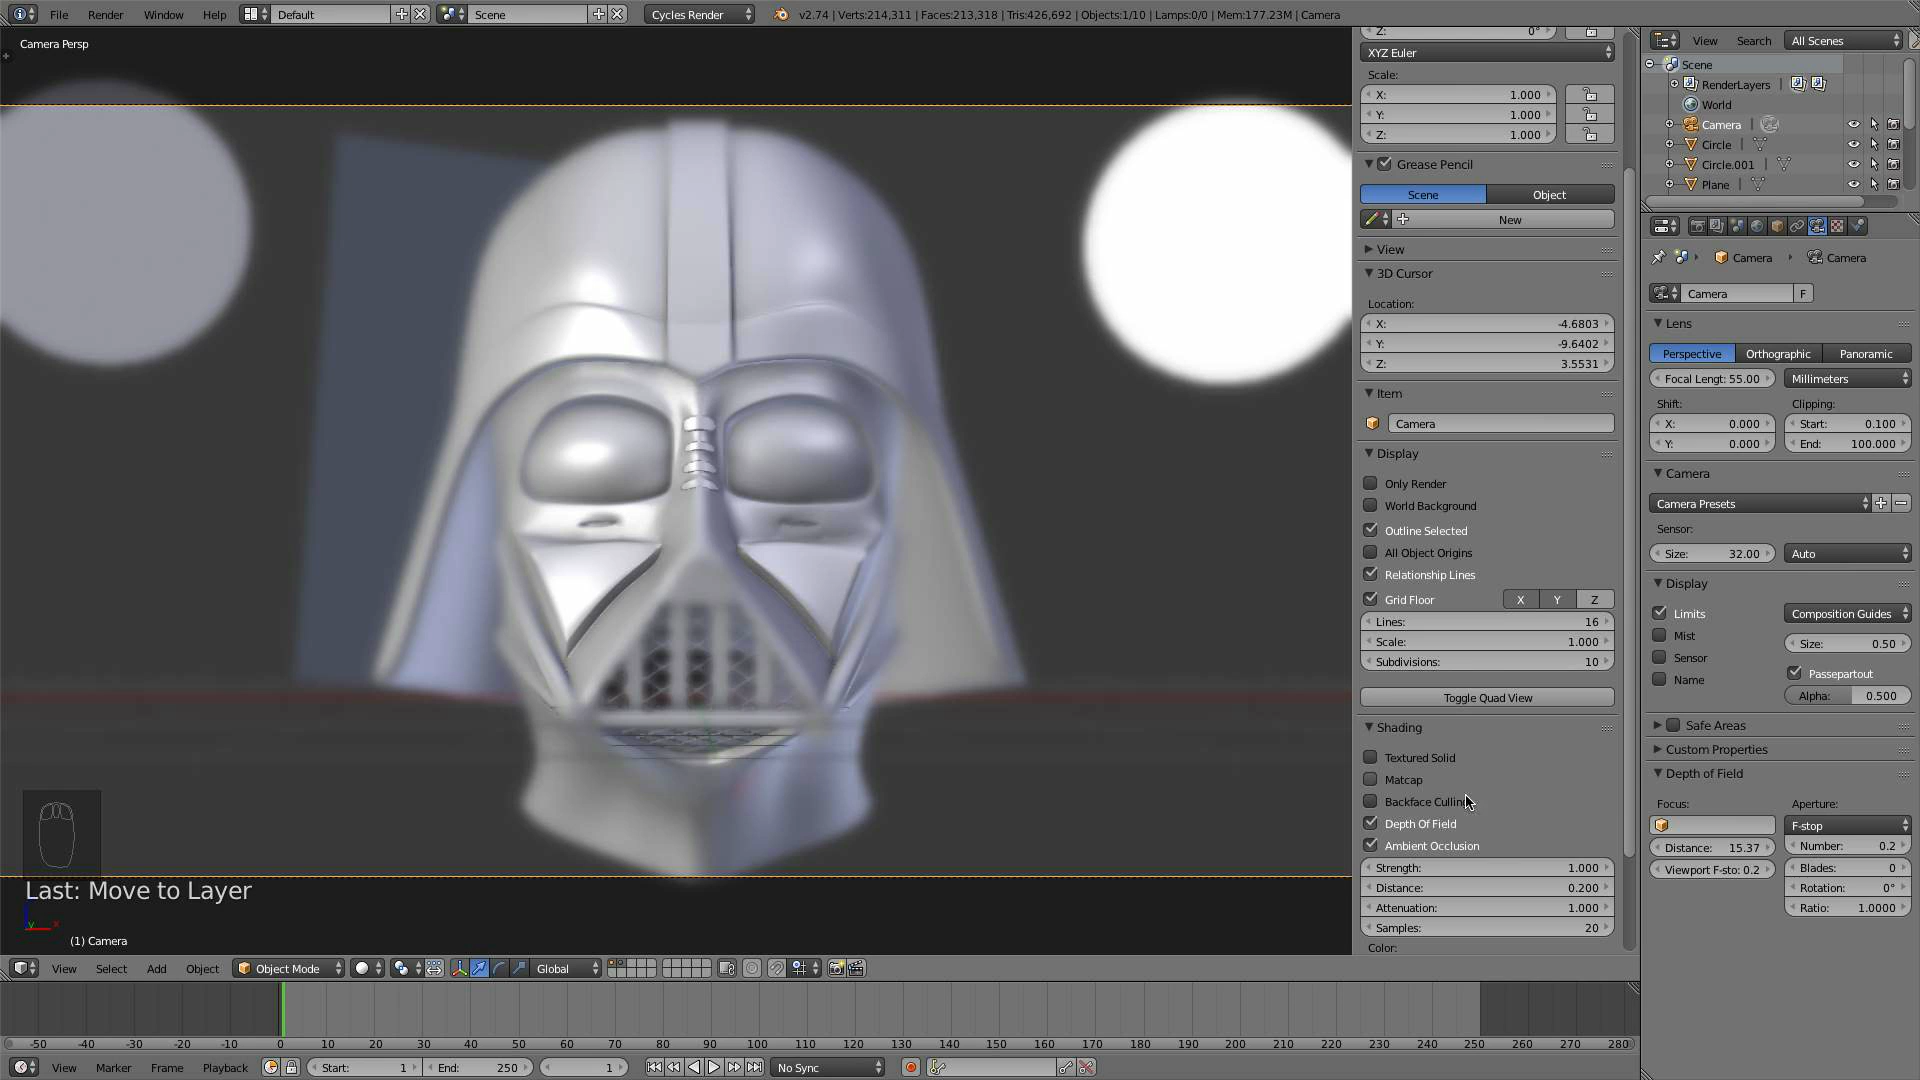 File
Render
Window
Help
Default
Scene
Cycles Render
v2.74 | Verts:214,311 | Faces:213,318 | Tris:426,692 | Objects:1/10 | Lamps:0/0 | Mem:177.23M | Camera
Camera Persp
Last: Move to Layer
(1) Camera
y
x
Z: 0°
XYZ Euler
Scale:
X: 1.000
Y: 1.000
Z: 1.000
Grease Pencil
Scene
Object
New
View
3D Cursor
Location:
X: -4.6803
Y: -9.6402
Z: 3.5531
Item
Camera
Display
Only Render
World Background
Outline Selected
All Object Origins
Relationship Lines
Grid Floor
X
Y
Z
Lines: 16
Scale: 1.000
Subdivisions: 10
Toggle Quad View
Shading
Textured Solid
Matcap
Backface Culling
Depth Of Field
Ambient Occlusion
Strength: 1.000
Distance: 0.200
Attenuation: 1.000
Samples: 20
Color:
View
Search
All Scenes
Scene
RenderLayers
World
Camera
Circle
Circle.001
Plane
Camera
Camera
Camera
F
Lens
Perspective
Orthographic
Panoramic
Focal Lengt: 55.00
Millimeters
Shift:
Clipping:
X: 0.000
Start: 0.100
Y: 0.000
End: 100.000
Camera
Camera Presets
Sensor:
Size: 32.00
Auto
Display
Limits
Composition Guides
Mist
Size: 0.50
Sensor
Passepartout
Name
Alpha: 0.500
Safe Areas
Custom Properties
Depth of Field
Focus:
Aperture:
F-stop
Distance: 15.37
Number: 0.2
Viewport F-sto: 0.2
Blades: 0
Rotation: 0°
Ratio: 1.0000
View
Select
Add
Object
Object Mode
Global
-50 -40 -30 -20 -10 0 10 20 30 40 50 60 70 80 90 100 110 120 130 140 150 160 170 180 190 200 210 220 230 240 250 260 270 280
View
Marker
Frame
Playback
Start: 1
End: 250
1
No Sync